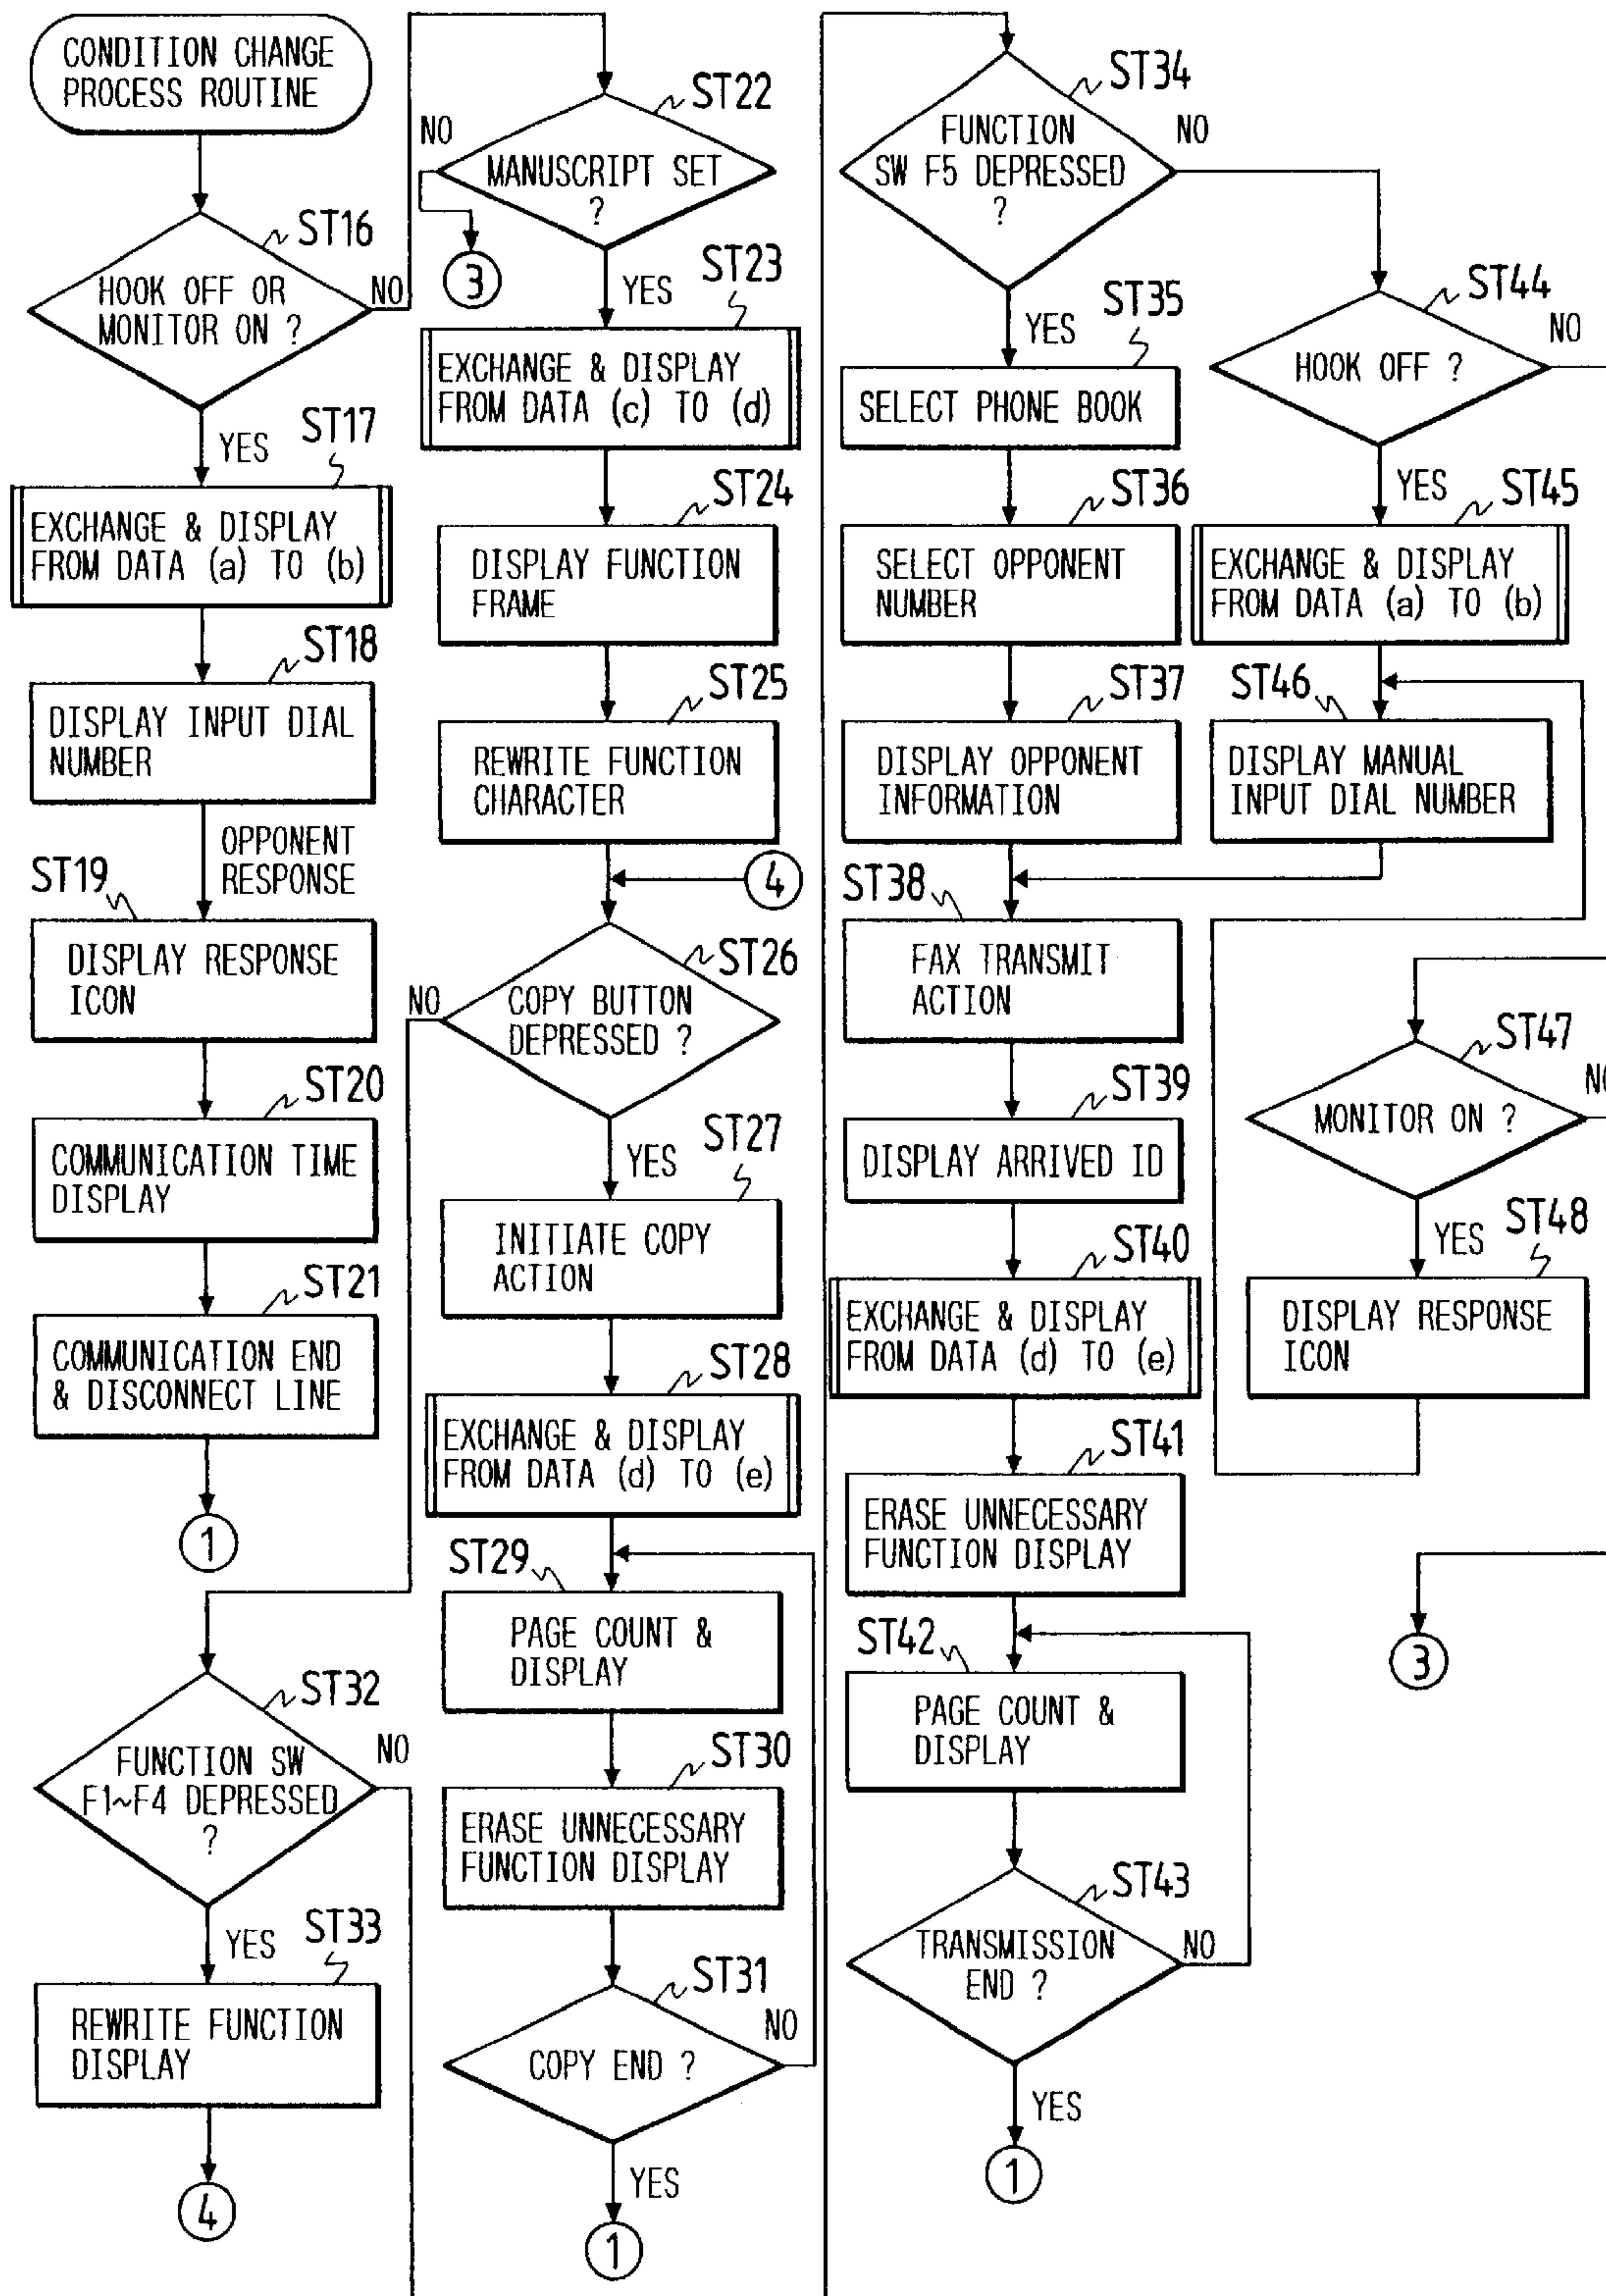 CONDITION CHANGE
PROCESS ROUTINE
ST16
HOOK OFF OR
MONITOR ON ?
NO
YES
ST17
EXCHANGE & DISPLAY
FROM DATA (a) TO (b)
ST18
DISPLAY INPUT DIAL
NUMBER
OPPONENT
RESPONSE
ST19
DISPLAY RESPONSE
ICON
ST20
COMMUNICATION TIME
DISPLAY
ST21
COMMUNICATION END
& DISCONNECT LINE
1
ST32
FUNCTION SW
F1~F4 DEPRESSED
?
NO
YES
ST33
REWRITE FUNCTION
DISPLAY
4
ST22
NO
MANUSCRIPT SET
?
3
YES
ST23
EXCHANGE & DISPLAY
FROM DATA (c) TO (d)
ST24
DISPLAY FUNCTION
FRAME
ST25
REWRITE FUNCTION
CHARACTER
4
ST26
NO
COPY BUTTON
DEPRESSED ?
YES
ST27
INITIATE COPY
ACTION
ST28
EXCHANGE & DISPLAY
FROM DATA (d) TO (e)
ST29
PAGE COUNT &
DISPLAY
ST30
ERASE UNNECESSARY
FUNCTION DISPLAY
ST31
COPY END ?
NO
YES
1
ST34
FUNCTION
SW F5 DEPRESSED
?
NO
YES
ST35
SELECT PHONE BOOK
ST36
SELECT OPPONENT
NUMBER
ST37
DISPLAY OPPONENT
INFORMATION
ST38
FAX TRANSMIT
ACTION
ST39
DISPLAY ARRIVED ID
ST40
EXCHANGE & DISPLAY
FROM DATA (d) TO (e)
ST41
ERASE UNNECESSARY
FUNCTION DISPLAY
ST42
PAGE COUNT &
DISPLAY
ST43
TRANSMISSION
END ?
NO
YES
1
ST44
HOOK OFF ?
NO
YES
ST45
EXCHANGE & DISPLAY
FROM DATA (a) TO (b)
ST46
DISPLAY MANUAL
INPUT DIAL NUMBER
ST47
MONITOR ON ?
NO
YES
ST48
DISPLAY RESPONSE
ICON
3